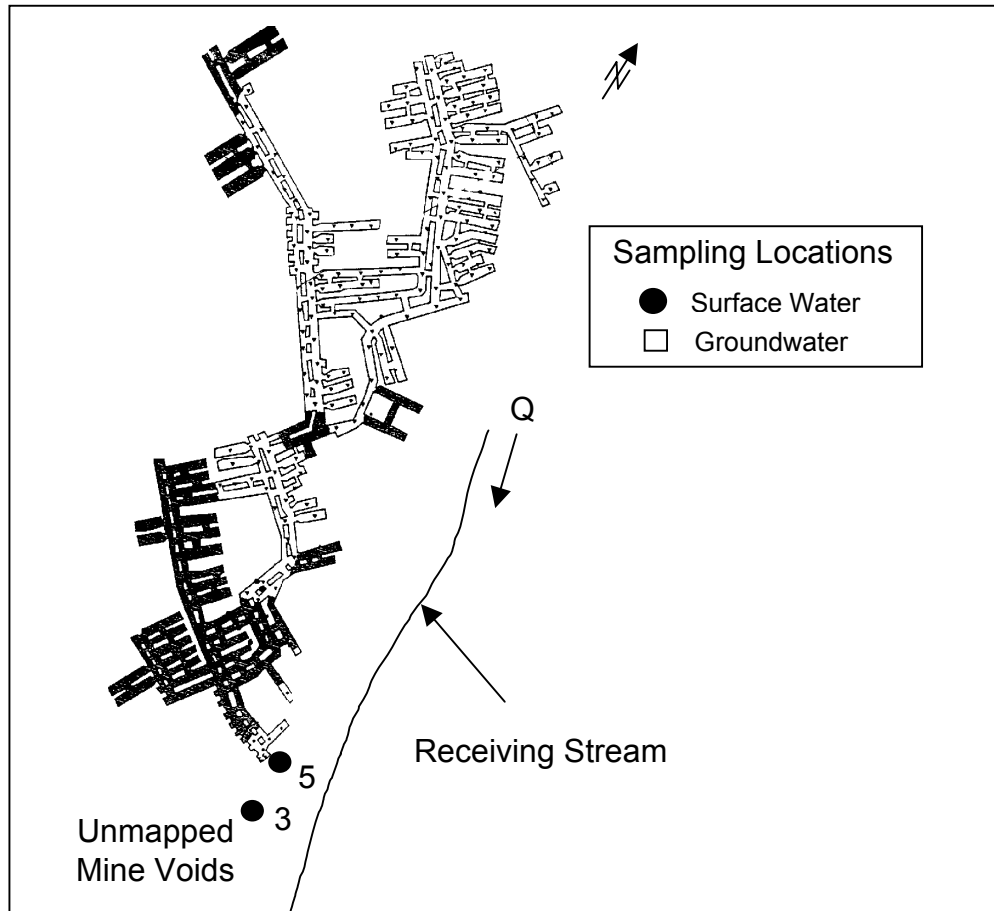 N
Sampling Locations
Surface Water
Groundwater
Q
Receiving Stream
5
3
Unmapped
Mine Voids